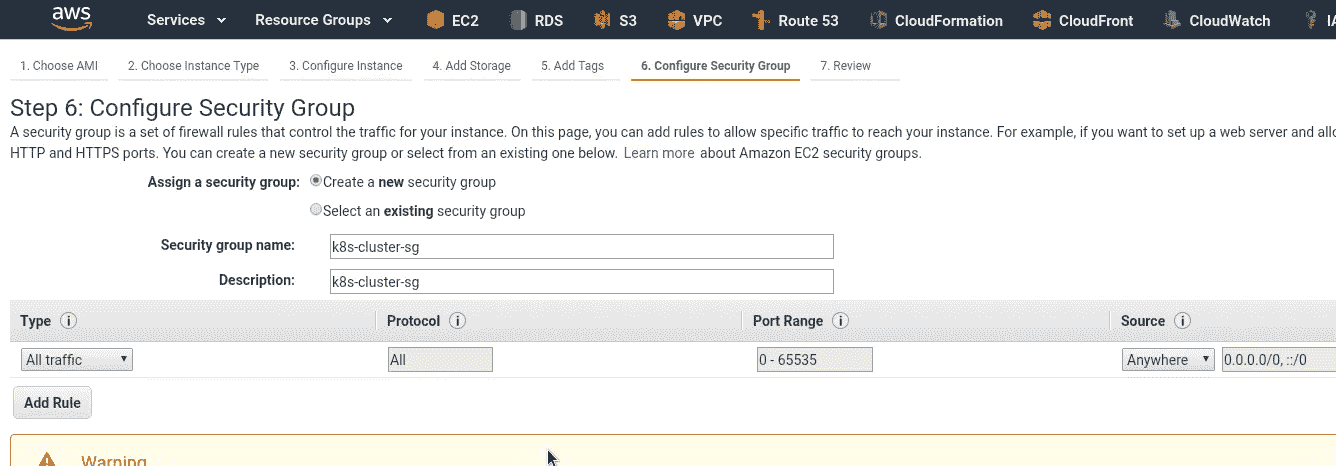 aws Services Resource Groups EC2 RDS S3 VPC Route 53 CloudFormation CloudFront CloudWatch
1. Choose AMI 2. Choose Instance Type 3. Configure Instance 4. Add Storage 5. Add Tags 6. Configure Security Group 7. Review
Step 6: Configure Security Group
A security group is a set of firewall rules that control the traffic for your instance. On this page, you can add rules to allow specific traffic to reach your instance. For example, if you want to set up a web server and
HTTP and HTTPS ports. You can create a new security group or select from an existing one below. Learn more about Amazon EC2 security groups.
Assign a security group: Create a new security group
Select an existing security group
Security group name: k8s-cluster-sg
Description: k8s-cluster-sg
Type Protocol Port Range Source
All traffic All 0 - 65535 Anywhere 0.0.0.0/0, ::/0
Add Rule
Warning